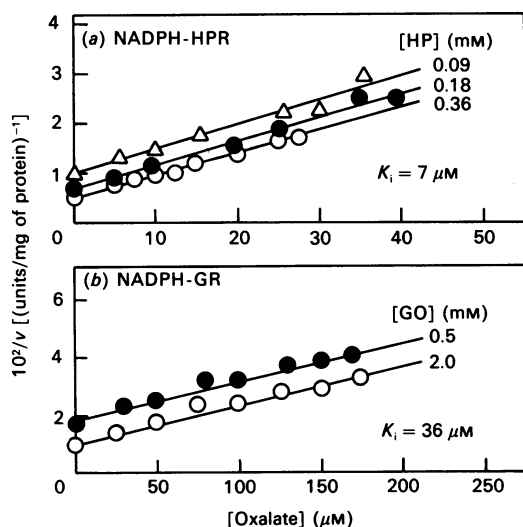 (a) NADPH-HPR
[HP] (mM)
0.09
0.18
0.36
4
3
2
1
0
Kᵢ = 7 μM
0 10 20 30 40 50
(b) NADPH-GR
[GO] (mM)
0.5
2.0
6
4
2
0
Kᵢ = 36 μM
0 50 100 150 200 250
10²/v [(units/mg of protein)⁻¹]
[Oxalate] (μM)